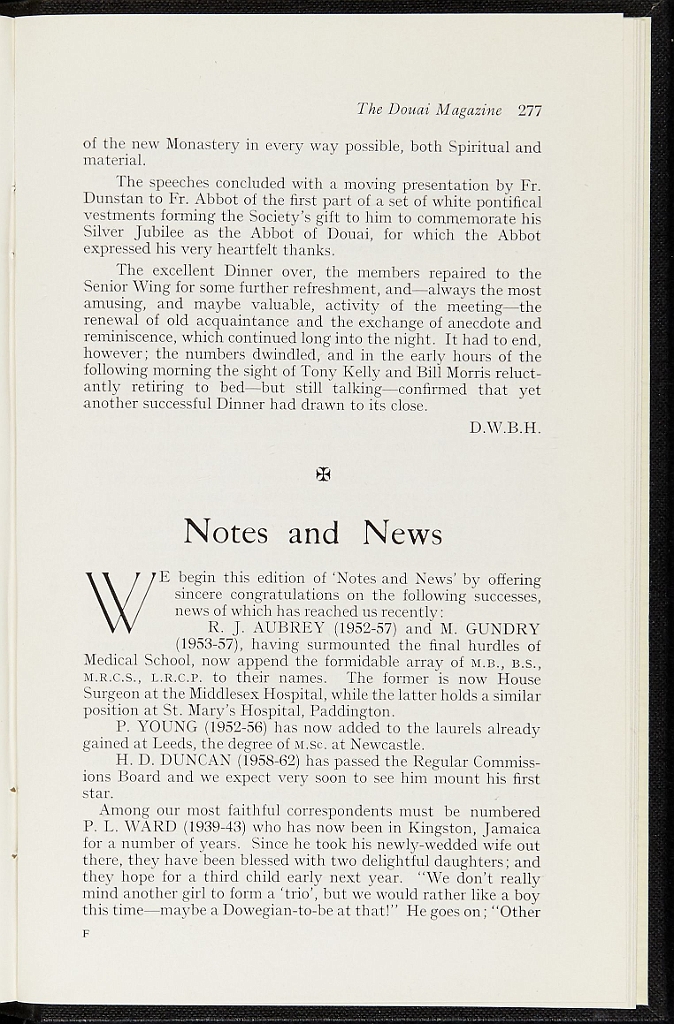 The Douai Magazine 277
of the new Monastery in every way possible, both Spiritual and
material.
The speeches concluded with a moving presentation by Fr.
Dunstan to Fr. Abbot of the first part of a set of white pontifical
vestments forming the Society's gift to him to commemorate his
Silver Jubilee as the Abbot of Douai, for which the Abbot
expressed his very heartfelt thanks.
The excellent Dinner over, the members repaired to the
Senior Wing for some further refreshment, and—always the most
amusing, and maybe valuable, activity of the meeting—the
renewal of old acquaintance and the exchange of anecdote and
reminiscence, which continued long into the night. It had to end,
however; the numbers dwindled, and in the early hours of the
following morning the sight of Tony Kelly and Bill Morris reluct-
antly retiring to bed—but still talking—confirmed that yet
another successful Dinner had drawn to its close.
D.W.B.H.
✠
Notes and News
WE begin this edition of 'Notes and News' by offering
sincere congratulations on the following successes,
news of which has reached us recently:
R. J. AUBREY (1952-57) and M. GUNDRY
(1953-57), having surmounted the final hurdles of
Medical School, now append the formidable array of M.B., B.S.,
M.R.C.S., L.R.C.P. to their names. The former is now House
Surgeon at the Middlesex Hospital, while the latter holds a similar
position at St. Mary's Hospital, Paddington.
P. YOUNG (1952-56) has now added to the laurels already
gained at Leeds, the degree of M.Sc. at Newcastle.
H. D. DUNCAN (1958-62) has passed the Regular Commiss-
ions Board and we expect very soon to see him mount his first
star.
Among our most faithful correspondents must be numbered
P. L. WARD (1939-43) who has now been in Kingston, Jamaica
for a number of years. Since he took his newly-wedded wife out
there, they have been blessed with two delightful daughters; and
they hope for a third child early next year. "We don't really
mind another girl to form a 'trio', but we would rather like a boy
this time—maybe a Dowegian-to-be at that!" He goes on; "Other
F